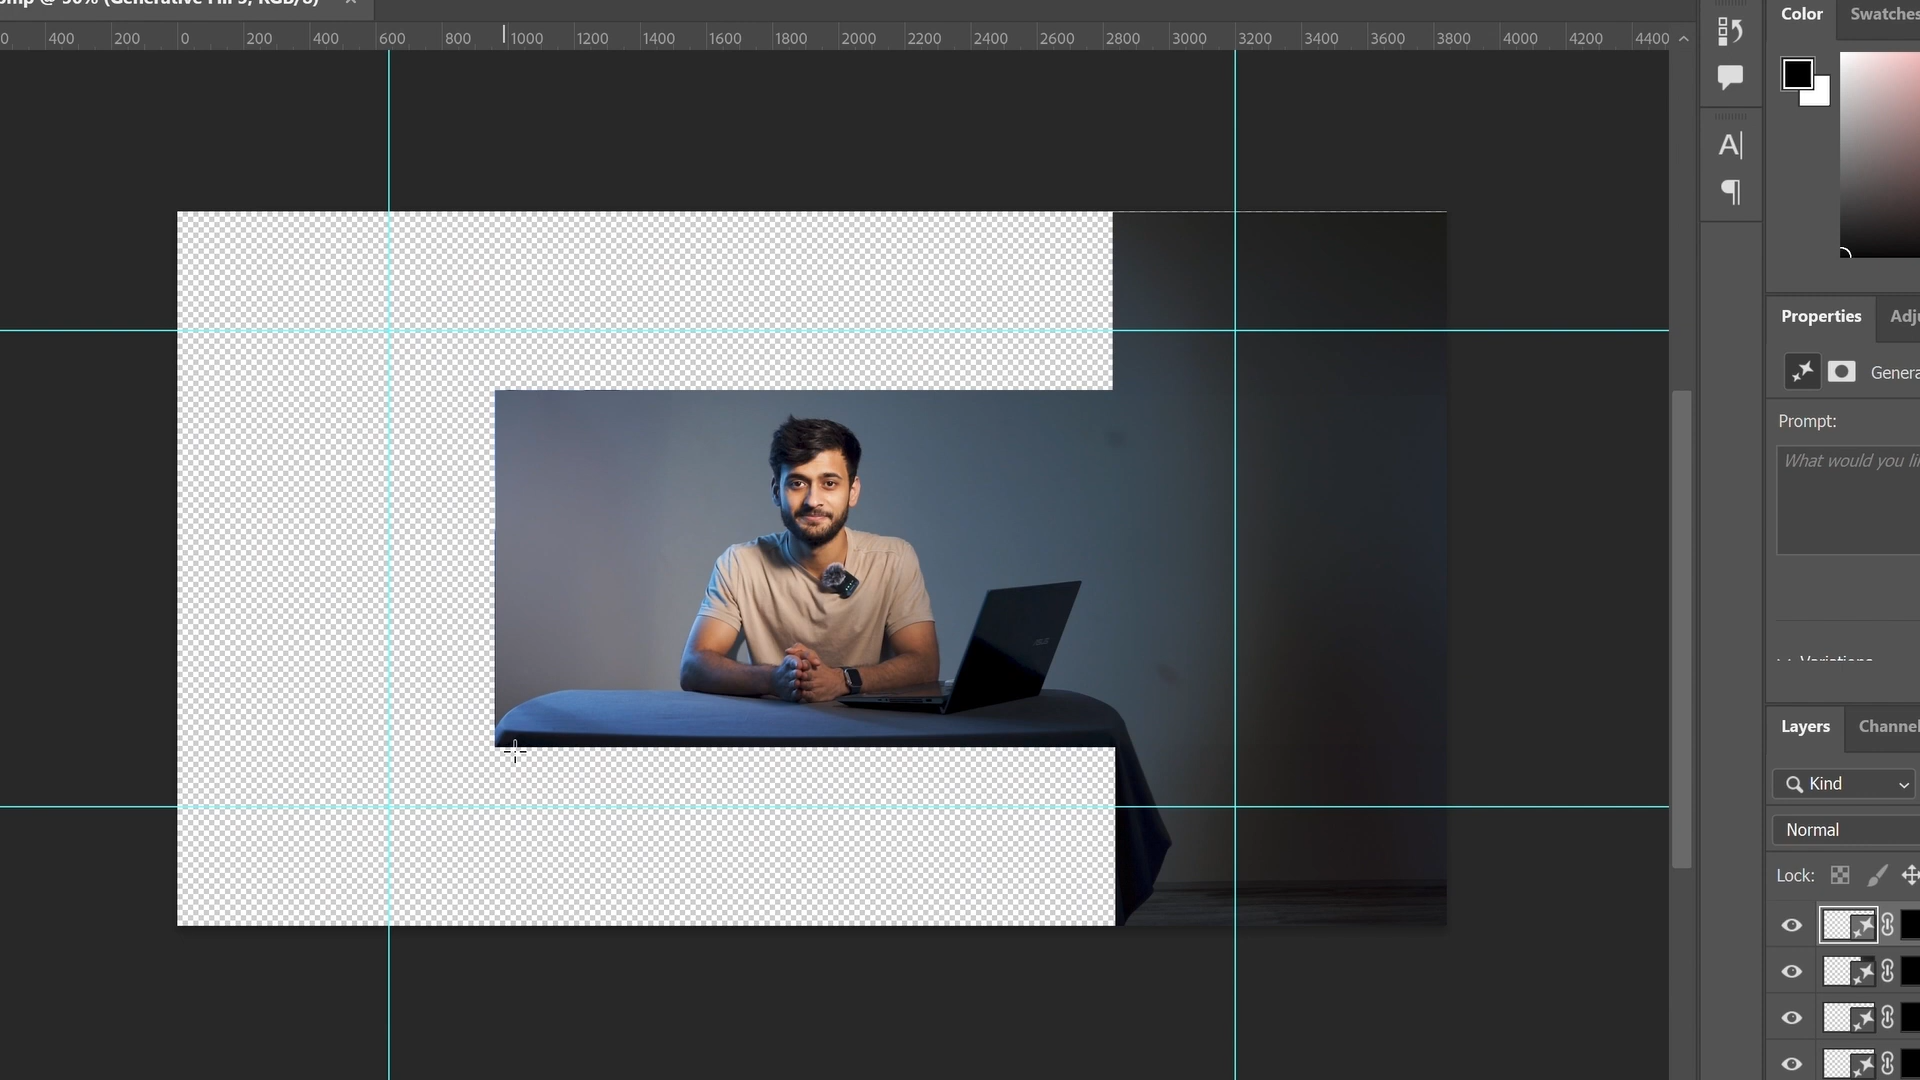 Color Swatches
0 400 200 0 200 400 600 800 1000 1200 1400 1600 1800 2000 2200 2400 2600 2800 3000 3200 3400 3600 3800 4000 4200 4400
A|
¶
Properties Adju
Genera
Prompt:
What would you li
Variations
Layers Channel
Kind
Normal
Lock: